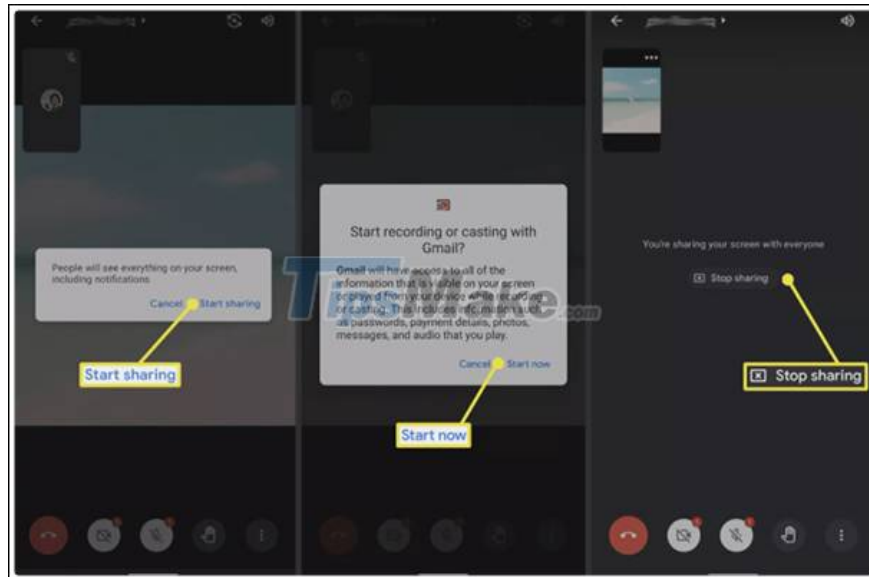 People will see everything on your screen,
including notifications
Cancel
Start sharing
Start sharing
Start recording or casting with
Gmail?
Gmail will have access to all of the
information that is visible on your screen
or played from your device while recording
or casting. This includes information such
as passwords, payment details, photos,
messages, and audio that you play.
Cancel
Start now
Start now
You're sharing your screen with everyone
Stop sharing
Stop sharing
TipsMake.com